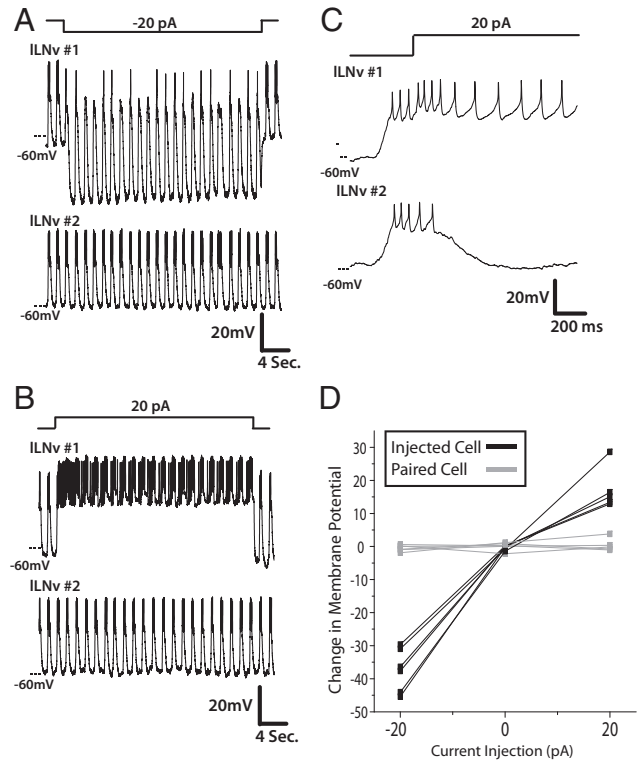 A
-20 pA
lLNv #1
-60mV
lLNv #2
-60mV
20mV
4 Sec.
B
20 pA
lLNv #1
-60mV
lLNv #2
-60mV
20mV
4 Sec.
C
20 pA
lLNv #1
-60mV
lLNv #2
-60mV
20mV
200 ms
D
Injected Cell
Paired Cell
Change in Membrane Potential
30
20
10
0
-10
-20
-30
-40
-50
-20
0
20
Current Injection (pA)